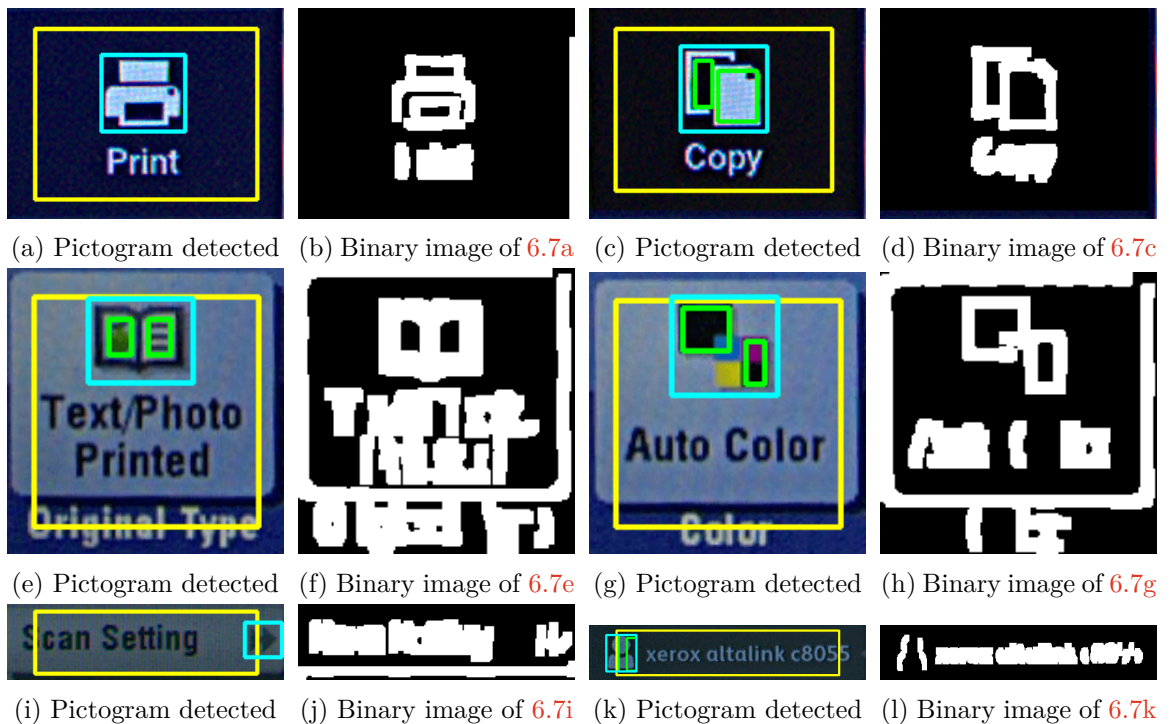 Print
Copy
(a) Pictogram detected (b) Binary image of 6.7a (c) Pictogram detected (d) Binary image of 6.7c
Text/Photo
Printed
Original Type
Auto Color
Color
(e) Pictogram detected (f) Binary image of 6.7e (g) Pictogram detected (h) Binary image of 6.7g
Scan Setting
xerox altalink c8055
xerox altalink
(i) Pictogram detected (j) Binary image of 6.7i (k) Pictogram detected (l) Binary image of 6.7k